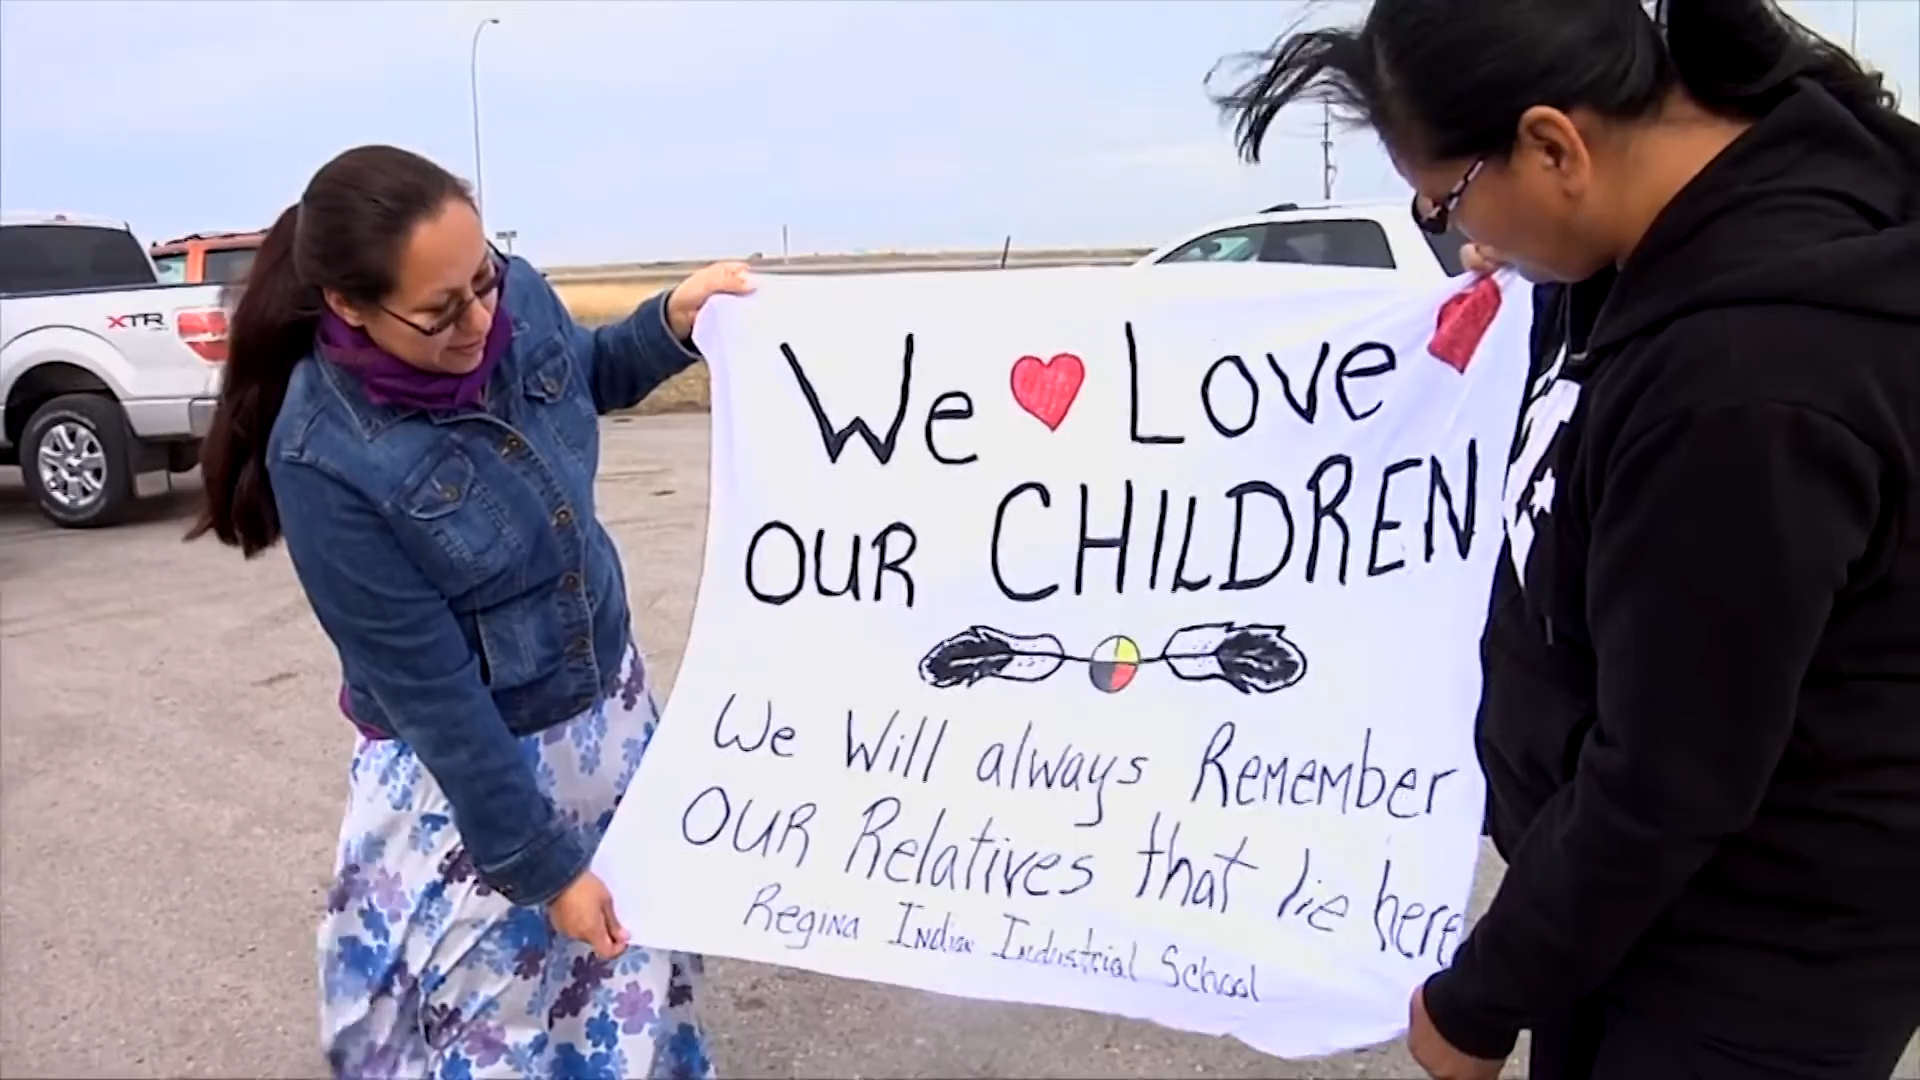 XTR
We Love
OUR CHILDREN
We Will always Remember
OUR Relatives that lie here
Regina Indian Industrial School